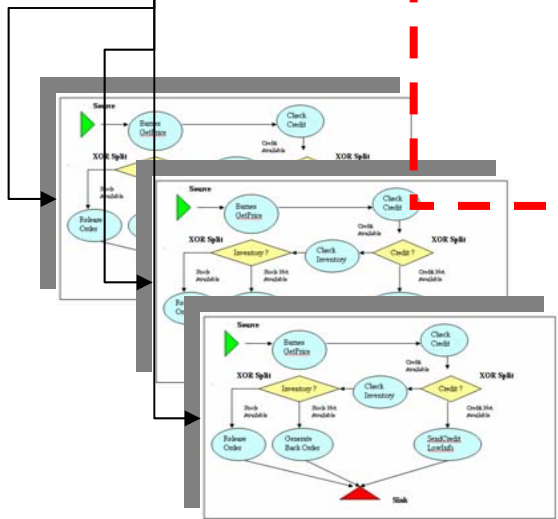 Source
Barnes
GetPrice
Check
Credit
Credit
Available
XOR Split
XOR Split
Stock
Available
Release
Order
Source
Barnes
GetPrice
Check
Credit
Credit
Available
XOR Split
XOR Split
Inventory ?
Check
Inventory
Credit ?
Stock
Available
Stock Not
Available
Credit Not
Available
Source
Barnes
GetPrice
Check
Credit
Credit
Available
XOR Split
XOR Split
Inventory ?
Check
Inventory
Credit ?
Stock
Available
Stock Not
Available
Credit Not
Available
Release
Order
Generate
Back Order
SendCredit
LowInfo
Sink